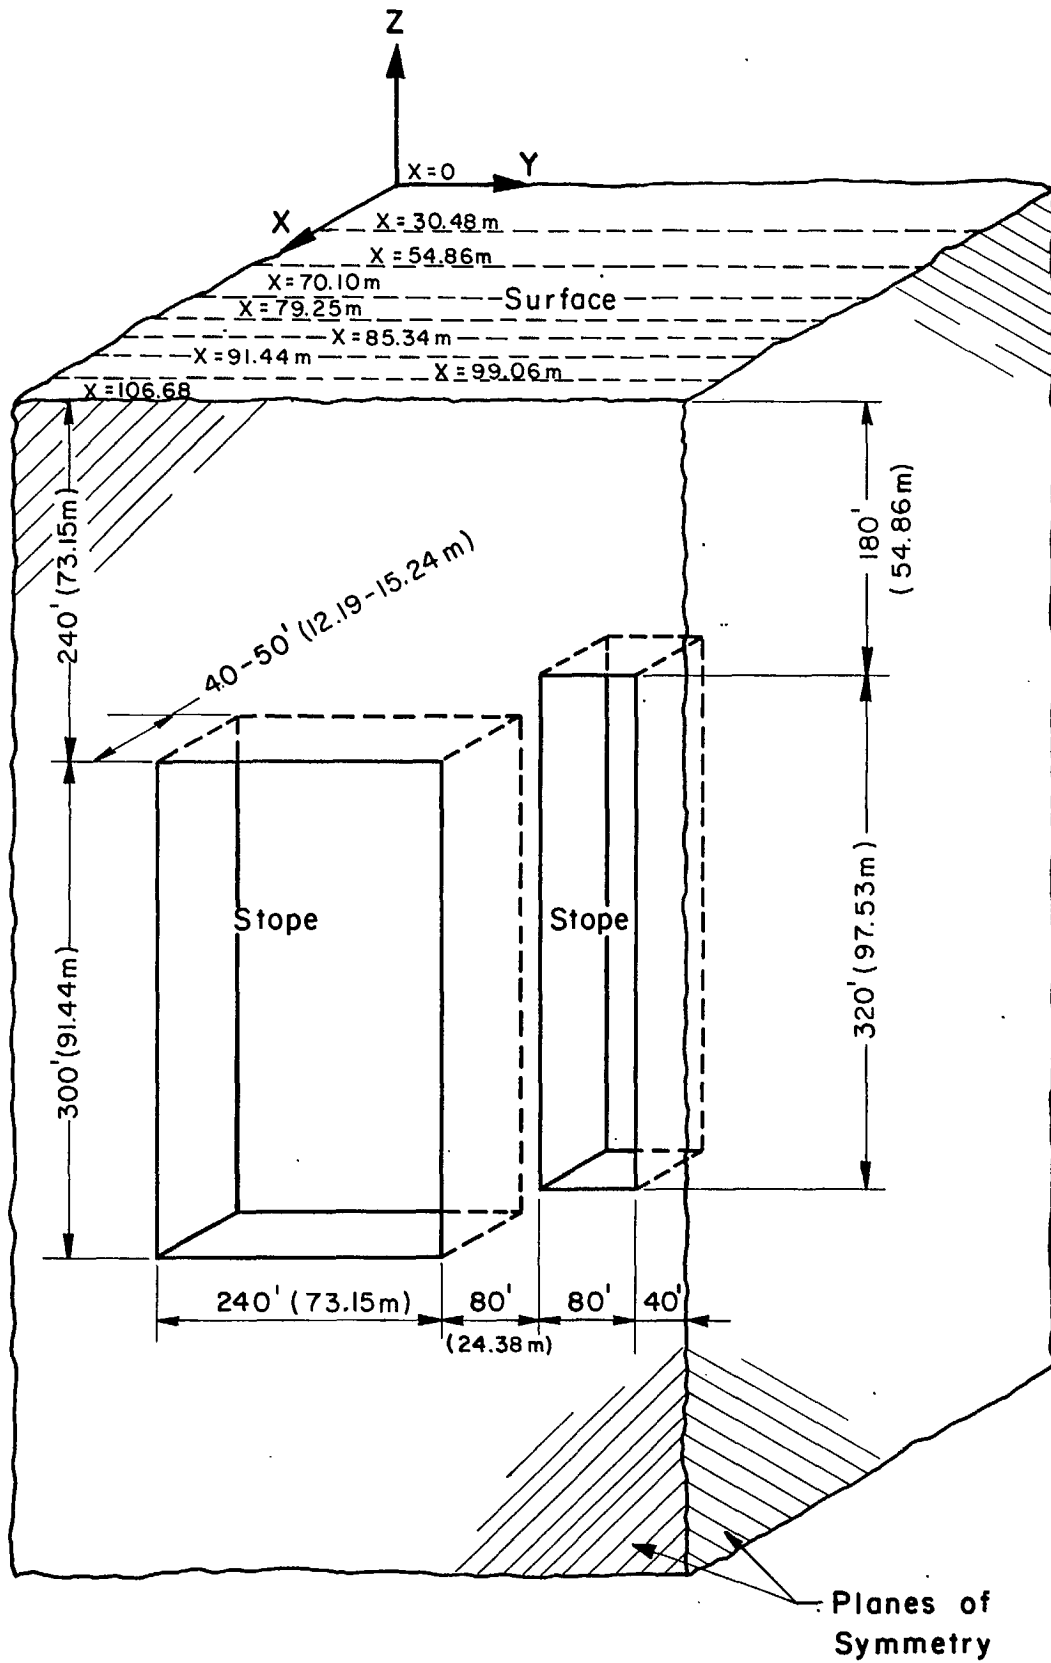 Z
X=0
Y
X
X=30.48m
X=54.86m
X=70.10m
Surface
X=79.25m
X=85.34m
X=91.44m
X=99.06m
X=106.68
240' (73.15m)
180'
(54.86m)
40-50' (12.19-15.24m)
Stope
Stope
300' (91.44m)
320' (97.53m)
240' (73.15m)
80'
80'
40'
(24.38m)
Planes of
Symmetry